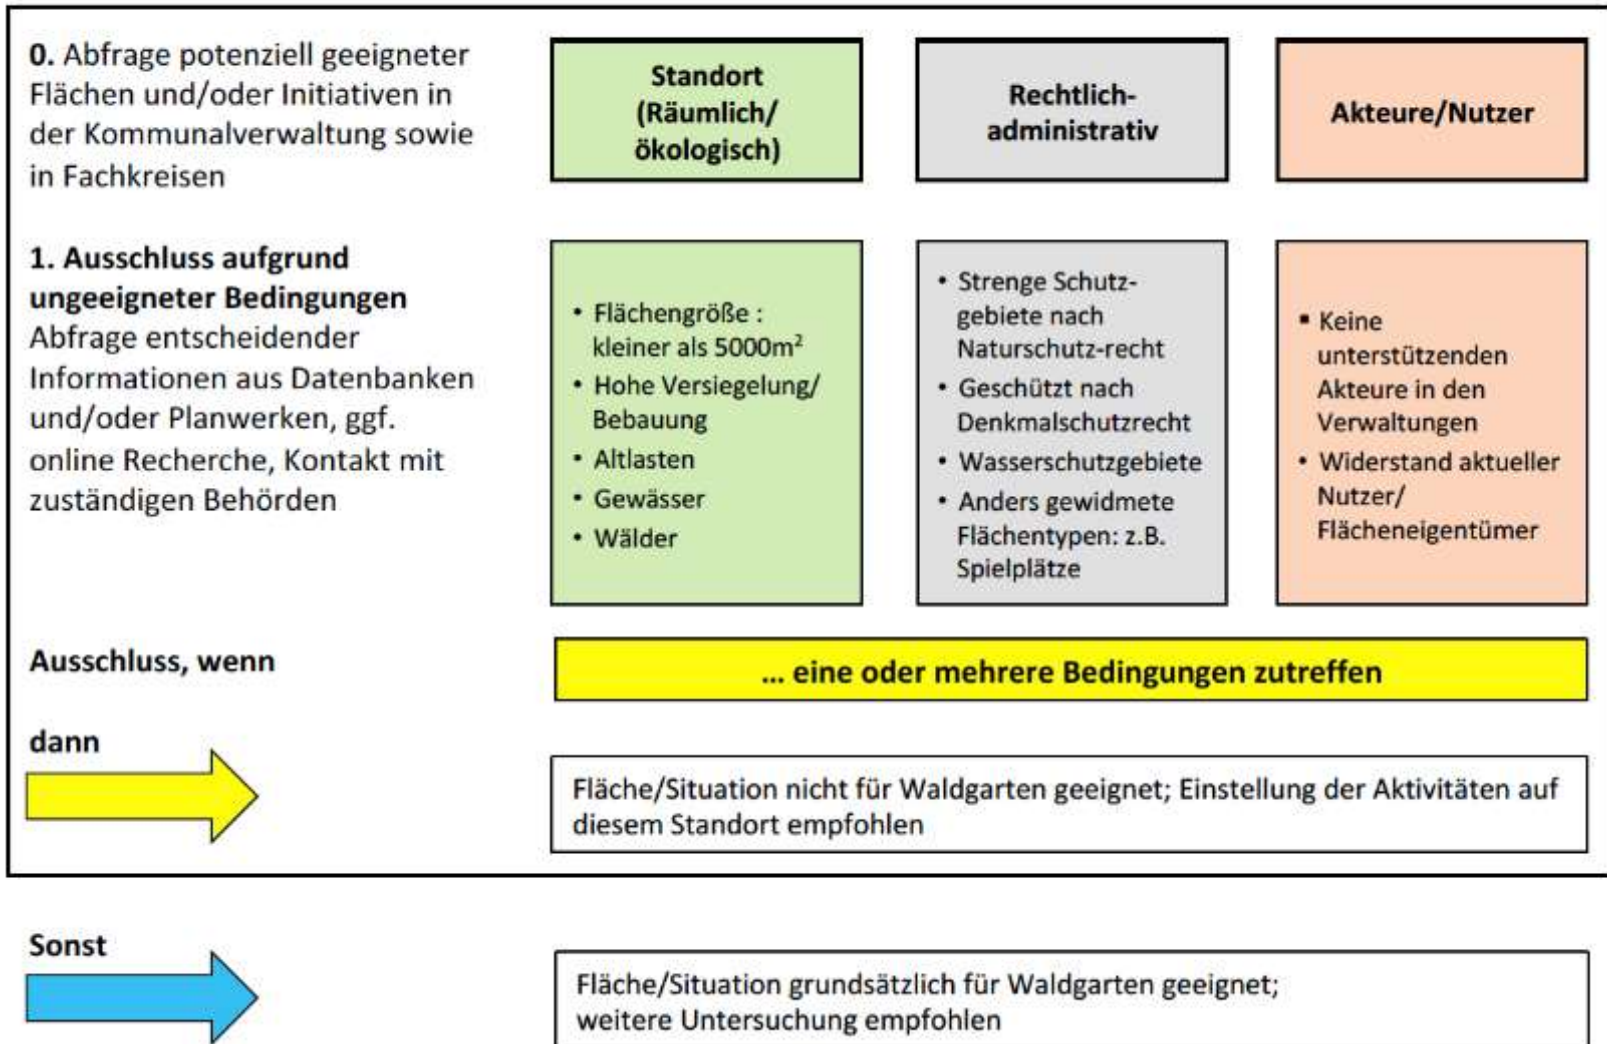 0. Abfrage potenziell geeigneter
Flächen und/oder Initiativen in
der Kommunalverwaltung sowie
in Fachkreisen
Standort
(Räumlich/
ökologisch)
Rechtlich-
administrativ
Akteure/Nutzer
1. Ausschluss aufgrund
ungeeigneter Bedingungen
Abfrage entscheidender
Informationen aus Datenbanken
und/oder Planwerken, ggf.
online Recherche, Kontakt mit
zuständigen Behörden
• Flächengröße :
kleiner als 5000m²
• Hohe Versiegelung/
Bebauung
• Altlasten
• Gewässer
• Wälder
• Strenge Schutz-
gebiete nach
Naturschutz-recht
• Geschützt nach
Denkmalschutzrecht
• Wasserschutzgebiete
• Anders gewidmete
Flächentypen: z.B.
Spielplätze
▪ Keine
unterstützenden
Akteure in den
Verwaltungen
• Widerstand aktueller
Nutzer/
Flächeneigentümer
Ausschluss, wenn
... eine oder mehrere Bedingungen zutreffen
dann
Fläche/Situation nicht für Waldgarten geeignet; Einstellung der Aktivitäten auf
diesem Standort empfohlen
Sonst
Fläche/Situation grundsätzlich für Waldgarten geeignet;
weitere Untersuchung empfohlen